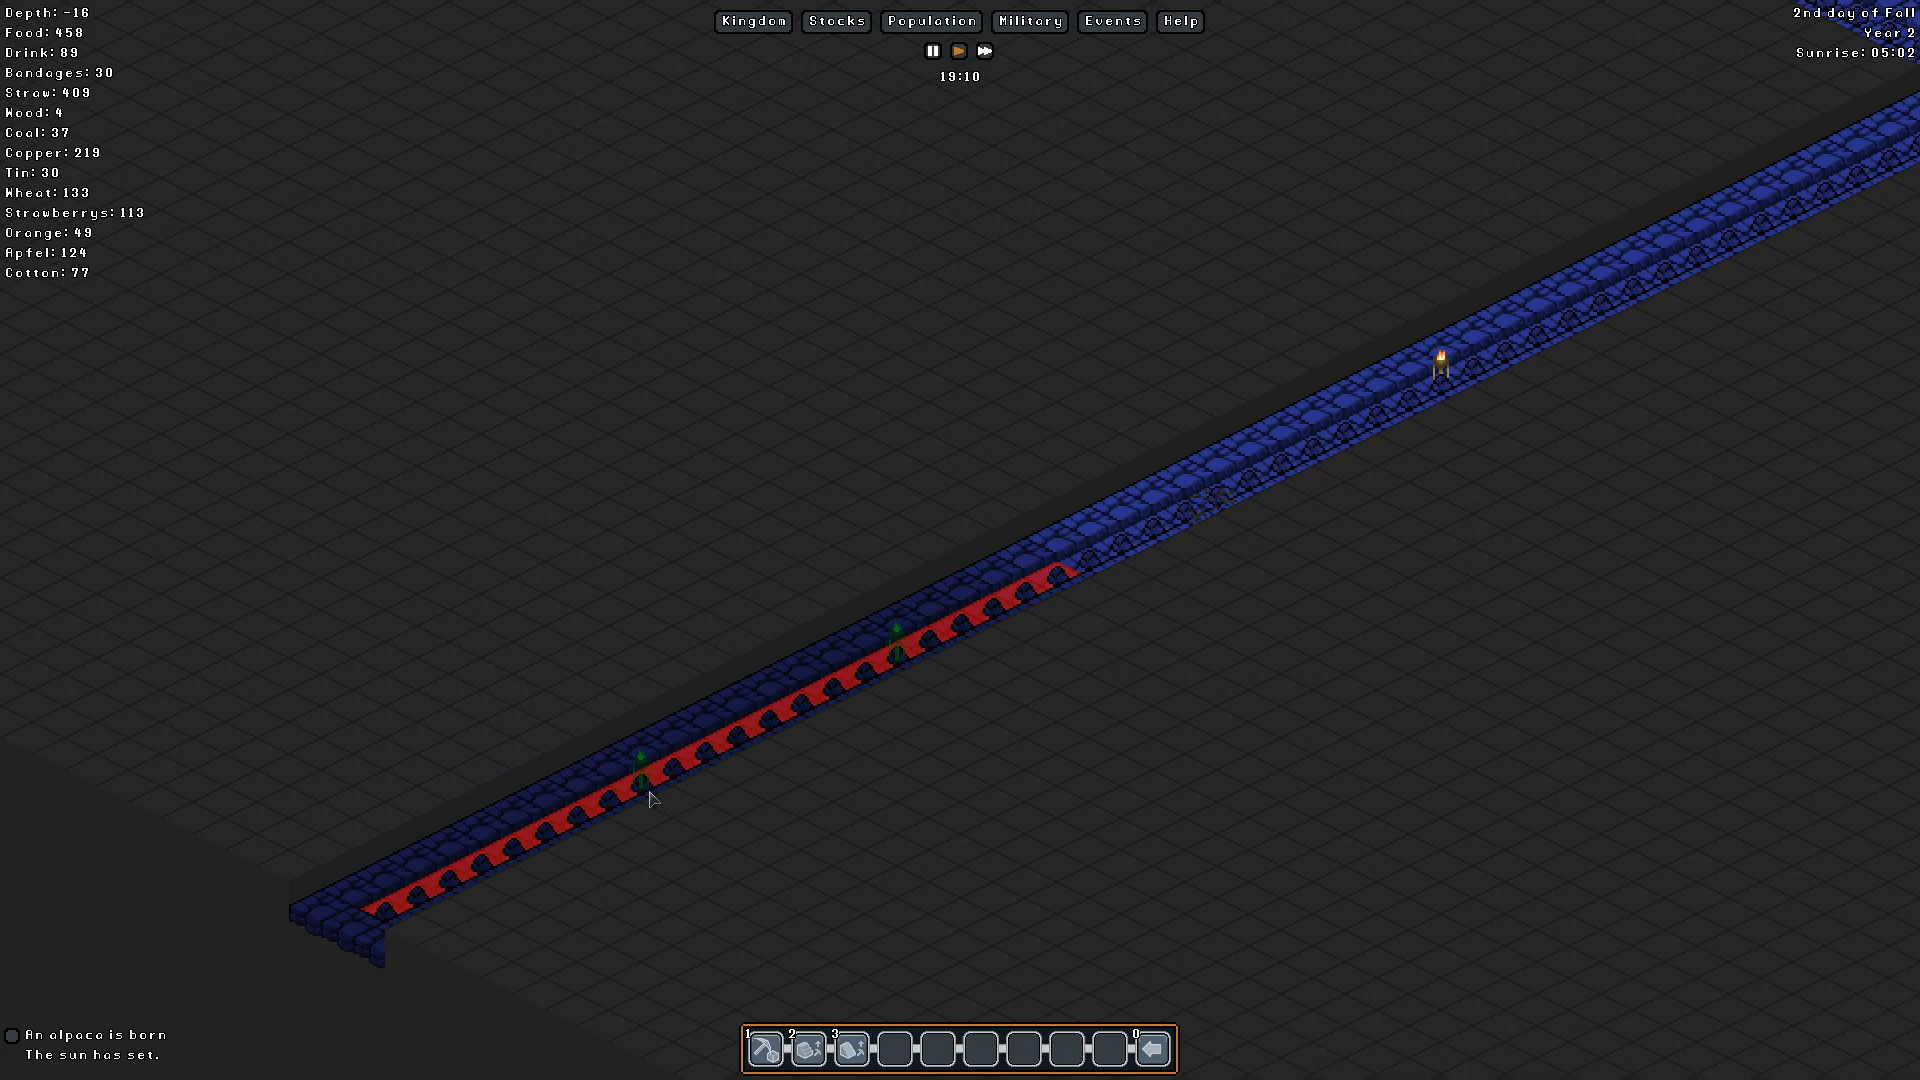 Depth: -16
Food: 458
Drink: 89
Bandages: 30
Straw: 409
Wood: 4
Coal: 37
Copper: 219
Tin: 30
Wheat: 133
Strawberrys: 113
Orange: 49
Apfel: 124
Cotton: 77
Kingdom Stocks Population Military Events Help
19:10
2nd day of Fall
Year 2
Sunrise: 05:02
An alpaca is born
The sun has set.
1 2 3 0